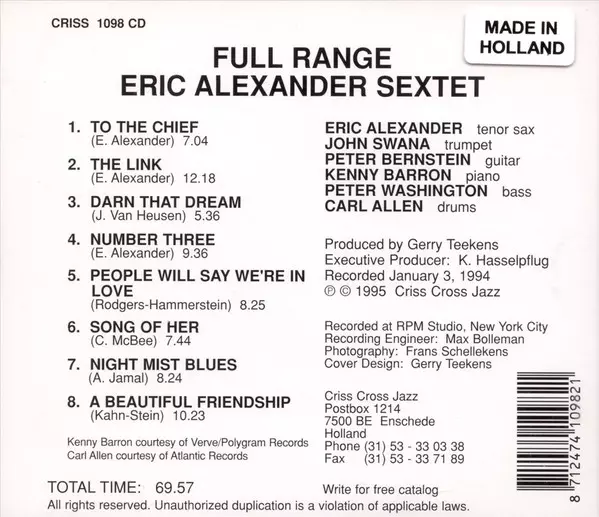 CRISS 1098 CD
MADE IN
HOLLAND
FULL RANGE
ERIC ALEXANDER SEXTET
1. TO THE CHIEF
(E. Alexander) 7.04
2. THE LINK
(E. Alexander) 12.18
3. DARN THAT DREAM
(J. Van Heusen) 5.36
4. NUMBER THREE
(E. Alexander) 9.36
5. PEOPLE WILL SAY WE'RE IN
LOVE
(Rodgers-Hammerstein) 8.25
6. SONG OF HER
(C. McBee) 7.44
7. NIGHT MIST BLUES
(A. Jamal) 8.24
8. A BEAUTIFUL FRIENDSHIP
(Kahn-Stein) 10.23
Kenny Barron courtesy of Verve/Polygram Records
Carl Allen courtesy of Atlantic Records
ERIC ALEXANDER tenor sax
JOHN SWANA trumpet
PETER BERNSTEIN guitar
KENNY BARRON piano
PETER WASHINGTON bass
CARL ALLEN drums
Produced by Gerry Teekens
Executive Producer: K. Hasselpflug
Recorded January 3, 1994
℗ © 1995 Criss Cross Jazz
Recorded at RPM Studio, New York City
Recording Engineer: Max Bolleman
Photography: Frans Schellekens
Cover Design: Gerry Teekens
Criss Cross Jazz
Postbox 1214
7500 BE Enschede
Holland
Phone (31) 53 - 33 03 38
Fax (31) 53 - 33 71 89
8 712474 109821
TOTAL TIME: 69.57
Write for free catalog
All rights reserved. Unauthorized duplication is a violation of applicable laws.